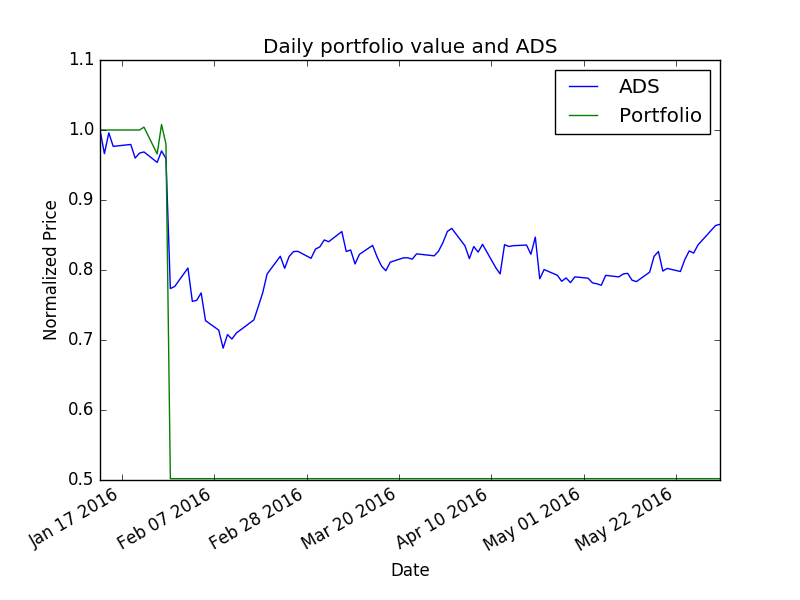 Daily portfolio value and ADS
1.1
1.0
0.9
0.8
0.7
0.6
0.5
Normalized Price
ADS
Portfolio
Jan 17 2016
Feb 07 2016
Feb 28 2016
Mar 20 2016
Apr 10 2016
May 01 2016
May 22 2016
Date